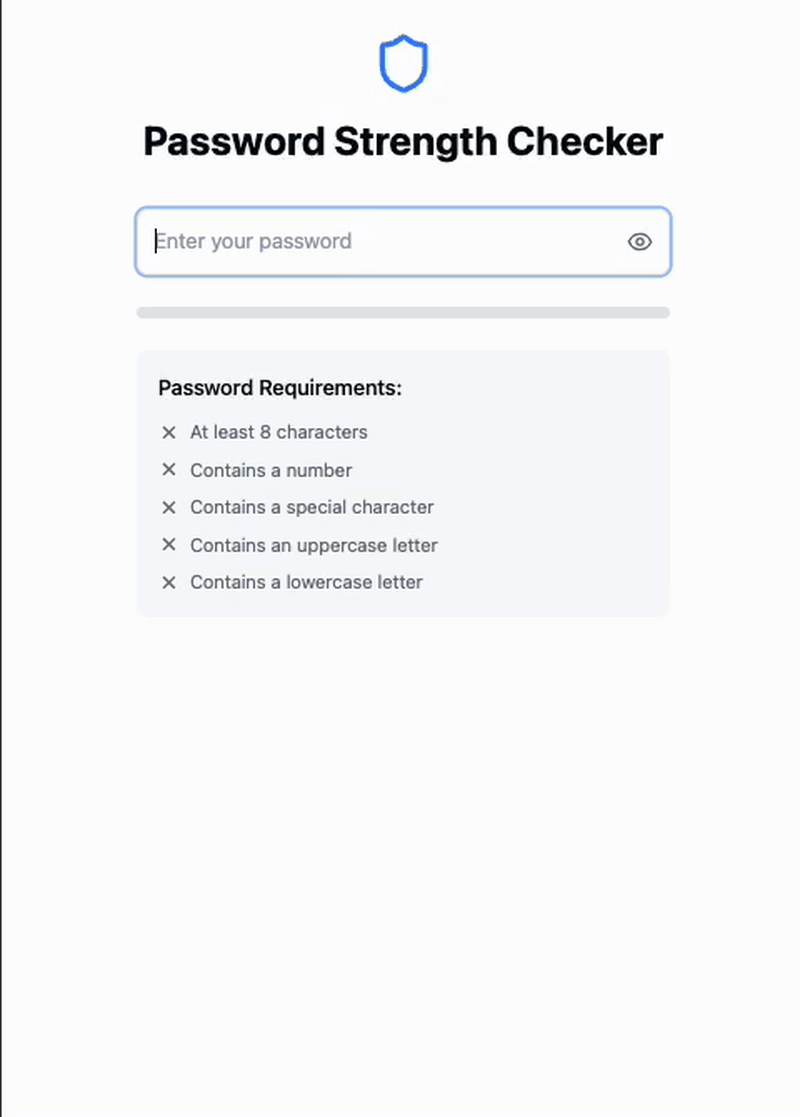 Password Strength Checker
Enter your password
Password Requirements:
At least 8 characters
Contains a number
Contains a special character
Contains an uppercase letter
Contains a lowercase letter